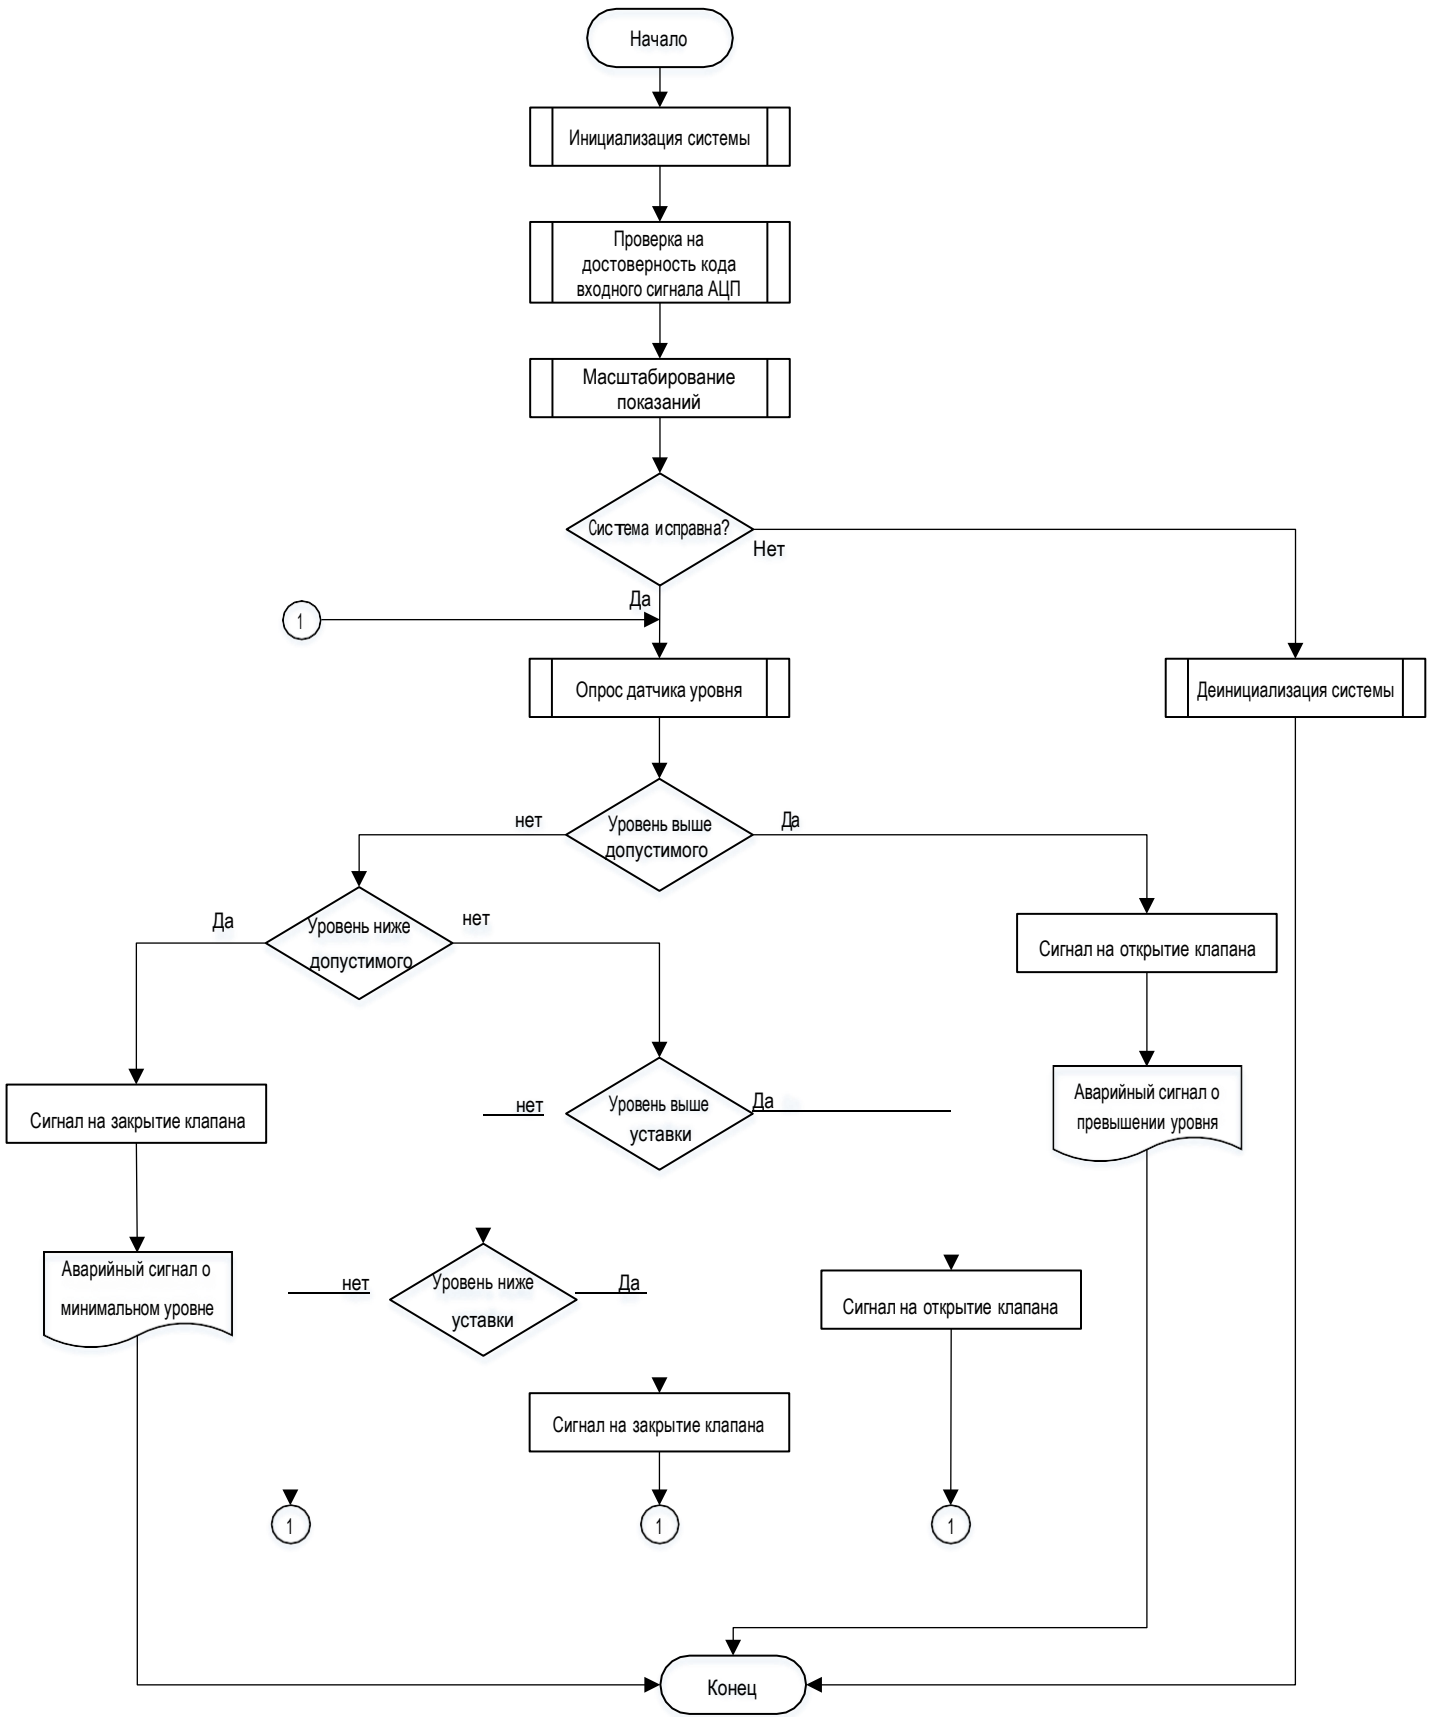 Начало
Инициализация системы
Проверка на
достоверность кода
входного сигнала АЦП
Масштабирование
показаний
Система исправна?
Нет
Да
1
Опрос датчика уровня
Деинициализация системы
нет
Уровень выше
допустимого
Да
Да
Уровень ниже
допустимого
нет
Сигнал на открытие клапана
Сигнал на закрытие клапана
нет
Уровень выше
уставки
Да
Аварийный сигнал о
превышении уровня
Аварийный сигнал о
минимальном уровне
нет
Уровень ниже
уставки
Да
Сигнал на открытие клапана
Сигнал на закрытие клапана
1
1
1
Конец